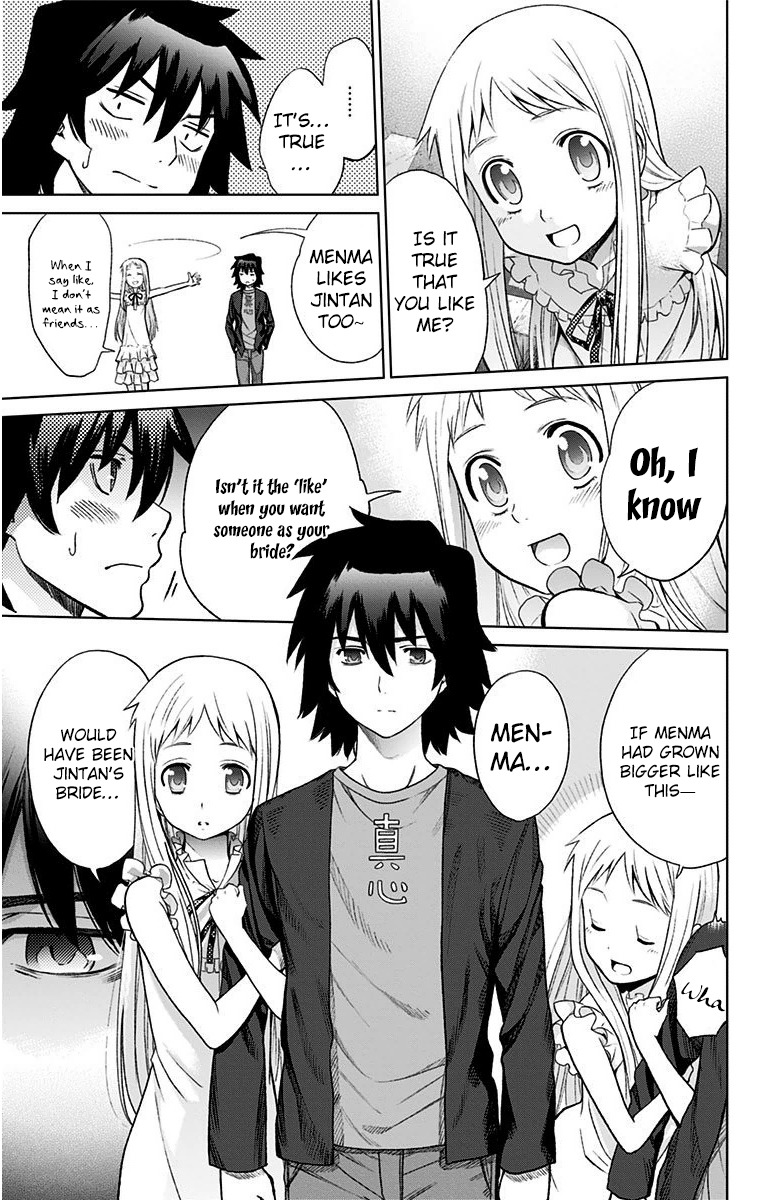 IS IT
TRUE
THAT
YOU LIKE
ME?
......
IT'S...
TRUE
...
MENMA
LIKES
JINTAN
TOO~
When I
say like,
I don't
mean it as
friends...
Oh, I
know
Isn't it the 'like'
when you want
someone as your
bride?
IF MENMA
HAD GROWN
BIGGER LIKE
THIS—
Wha
MEN-
MA...
真
心
WOULD
HAVE BEEN
JINTAN'S
BRIDE...